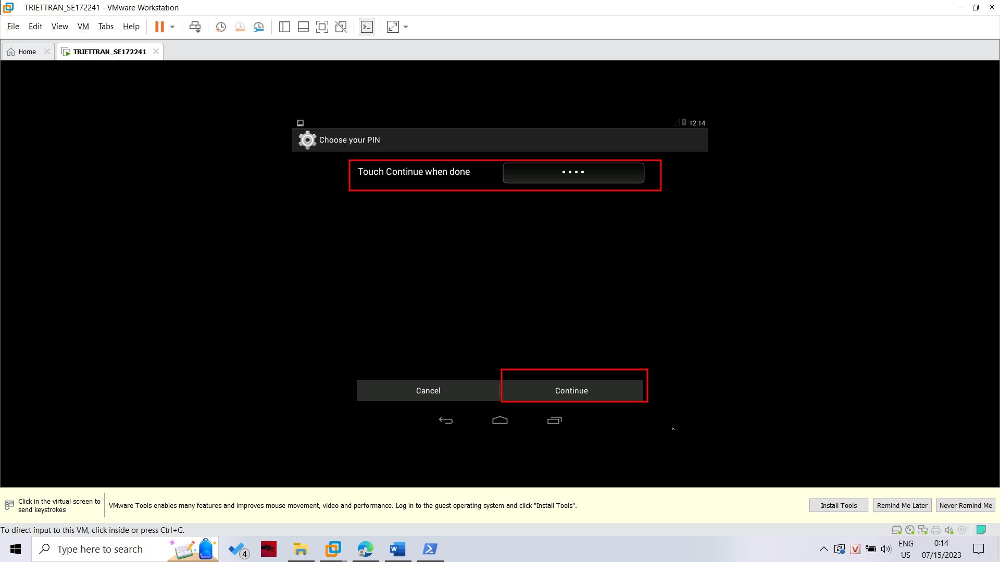 TRIETTRAN_SE172241 - VMware Workstation
File Edit View VM Tabs Help
Home TRIETTRAN_SE172241
12:14
Choose your PIN
Touch Continue when done ••••
Cancel Continue
Click in the virtual screen to
send keystrokes
VMware Tools enables many features and improves mouse movement, video and performance. Log in to the guest operating system and click "Install Tools".
Install Tools Remind Me Later Never Remind Me
To direct input to this VM, click inside or press Ctrl+G.
Type here to search
4
ENG
US
0:14
07/15/2023